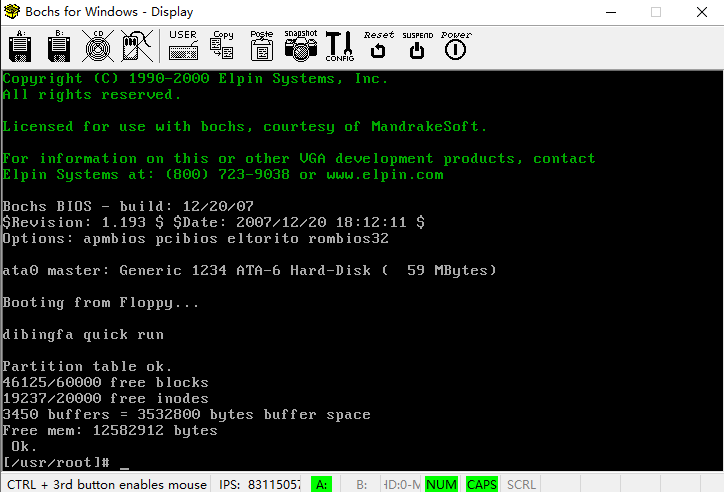 Bochs for Windows - Display
A: B: CD USER Copy Paste snapshot CONFIG Reset SUSPEND Power
Copyright (C) 1990-2000 Elpin Systems, Inc.
All rights reserved.
Licensed for use with bochs, courtesy of MandrakeSoft.
For information on this or other VGA development products, contact
Elpin Systems at: (800) 723-9038 or www.elpin.com
Bochs BIOS - build: 12/20/07
$Revision: 1.193 $ $Date: 2007/12/20 18:12:11 $
Options: apmbios pcibios eltorito rombios32
ata0 master: Generic 1234 ATA-6 Hard-Disk (  59 MBytes)
Booting from Floppy...
dibingfa quick run
Partition table ok.
46125/60000 free blocks
19237/20000 free inodes
3450 buffers = 3532800 bytes buffer space
Free mem: 12582912 bytes
Ok.
[/usr/root]# _
CTRL + 3rd button enables mouse IPS: 83115057 A: B: HD:0-M NUM CAPS SCRL